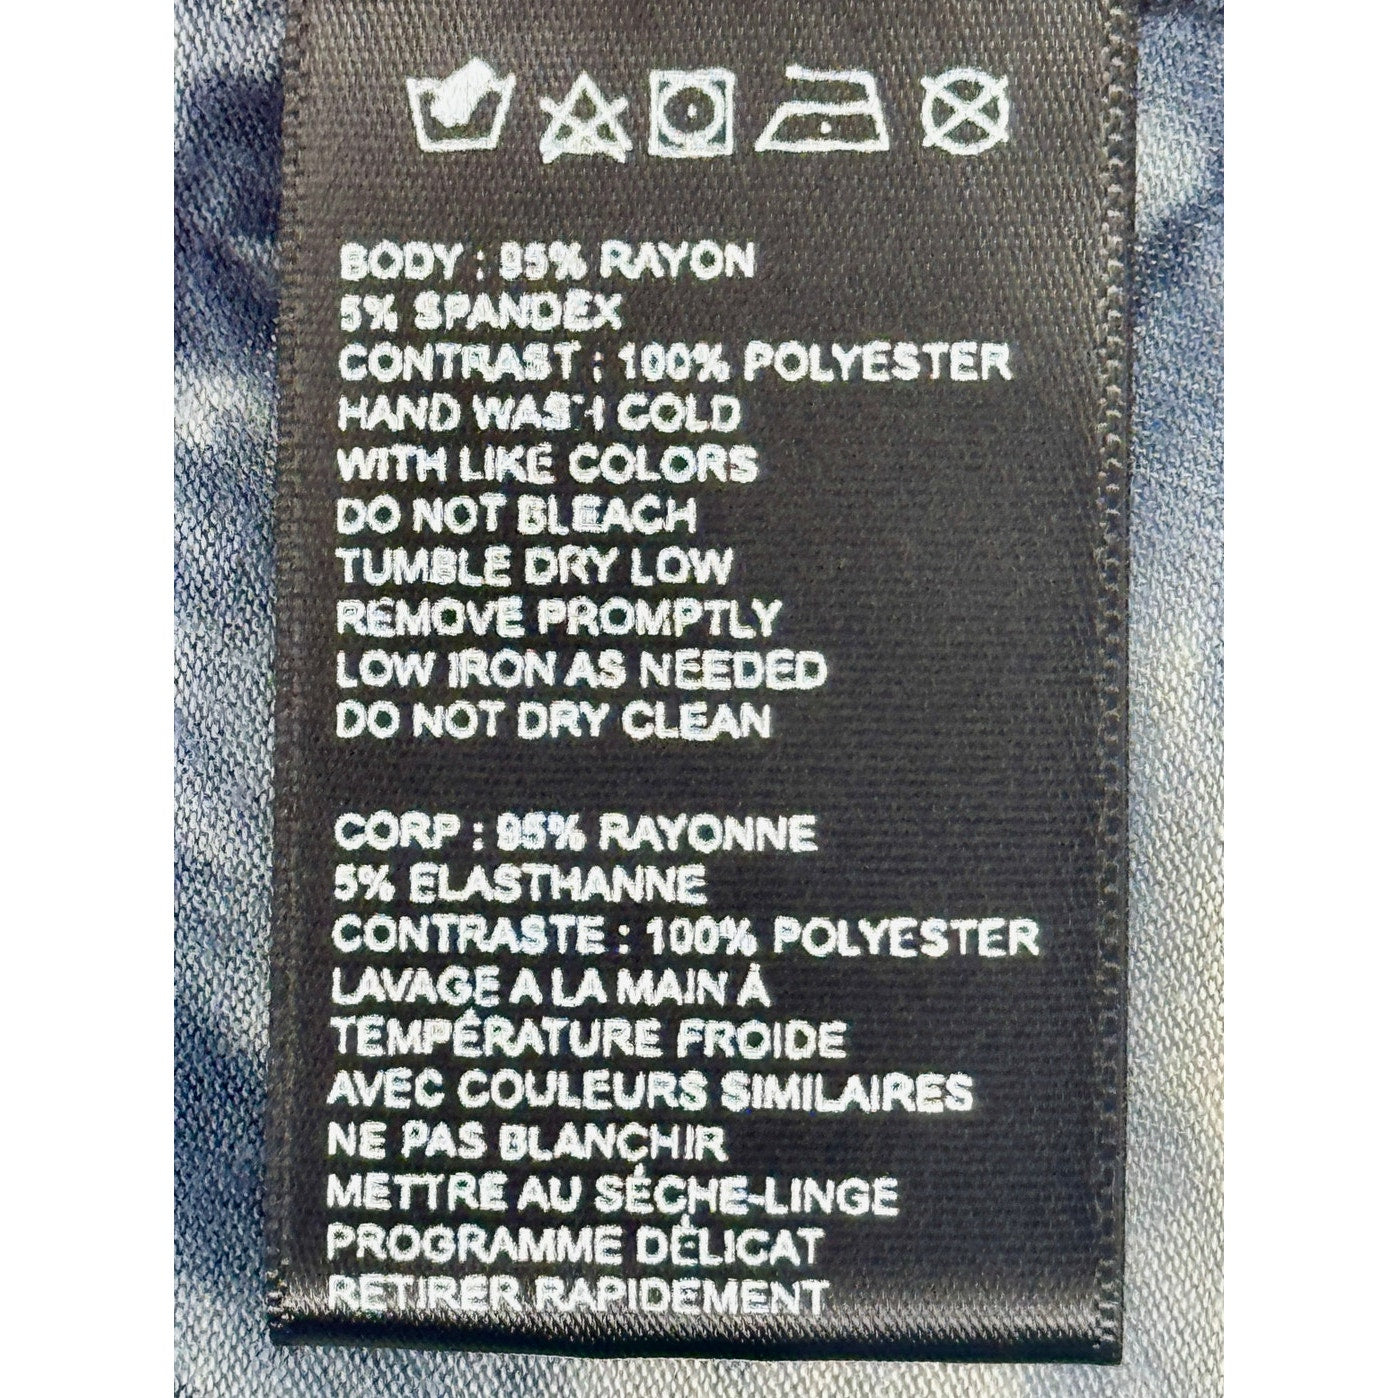 BODY : 95% RAYON
5% SPANDEX
CONTRAST : 100% POLYESTER
HAND WASH COLD
WITH LIKE COLORS
DO NOT BLEACH
TUMBLE DRY LOW
REMOVE PROMPTLY
LOW IRON AS NEEDED
DO NOT DRY CLEAN
CORP : 95% RAYONNE
5% ELASTHANNE
CONTRASTE : 100% POLYESTER
LAVAGE A LA MAIN À
TEMPÉRATURE FROIDE
AVEC COULEURS SIMILAIRES
NE PAS BLANCHIR
METTRE AU SÉCHE-LINGE
PROGRAMME DÉLICAT
RETIRER RAPIDEMENT